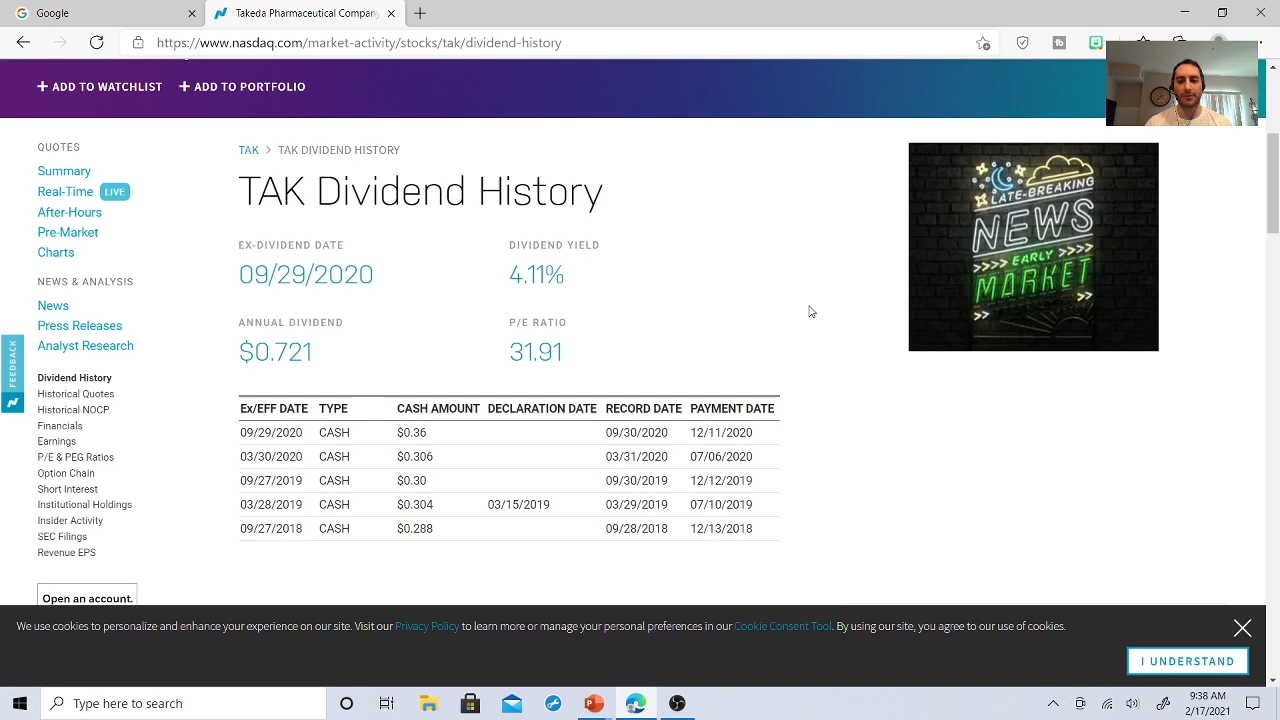 Google
TAK Dividend History | Technical Company
https://www.nasdaq.com/market-activity/stocks/tak/dividend-history
ADD TO WATCHLIST
ADD TO PORTFOLIO
QUOTES
Summary
Real-Time LIVE
After-Hours
Pre-Market
Charts
NEWS & ANALYSIS
News
Press Releases
Analyst Research
Dividend History
Historical Quotes
Historical NOCP
Financials
Earnings
P/E & PEG Ratios
Option Chain
Short Interest
Institutional Holdings
Insider Activity
SEC Filings
Revenue EPS
Open an account.
FEEDBACK
TAK > TAK DIVIDEND HISTORY
TAK Dividend History
EX-DIVIDEND DATE
09/29/2020
DIVIDEND YIELD
4.11%
ANNUAL DIVIDEND
$0.721
P/E RATIO
31.91
Ex/EFF DATE TYPE CASH AMOUNT DECLARATION DATE RECORD DATE PAYMENT DATE
09/29/2020 CASH $0.36 09/30/2020 12/11/2020
03/30/2020 CASH $0.306 03/31/2020 07/06/2020
09/27/2019 CASH $0.30 09/30/2019 12/12/2019
03/28/2019 CASH $0.304 03/15/2019 03/29/2019 07/10/2019
09/27/2018 CASH $0.288 09/28/2018 12/13/2018
LATE-BREAKING
NEWS
>>>> EARLY >>>>
MARKET
>>
>>
We use cookies to personalize and enhance your experience on our site. Visit our Privacy Policy to learn more or manage your personal preferences in our Cookie Consent Tool. By using our site, you agree to our use of cookies.
I UNDERSTAND
Type here to search
9:38 AM
2/17/2021